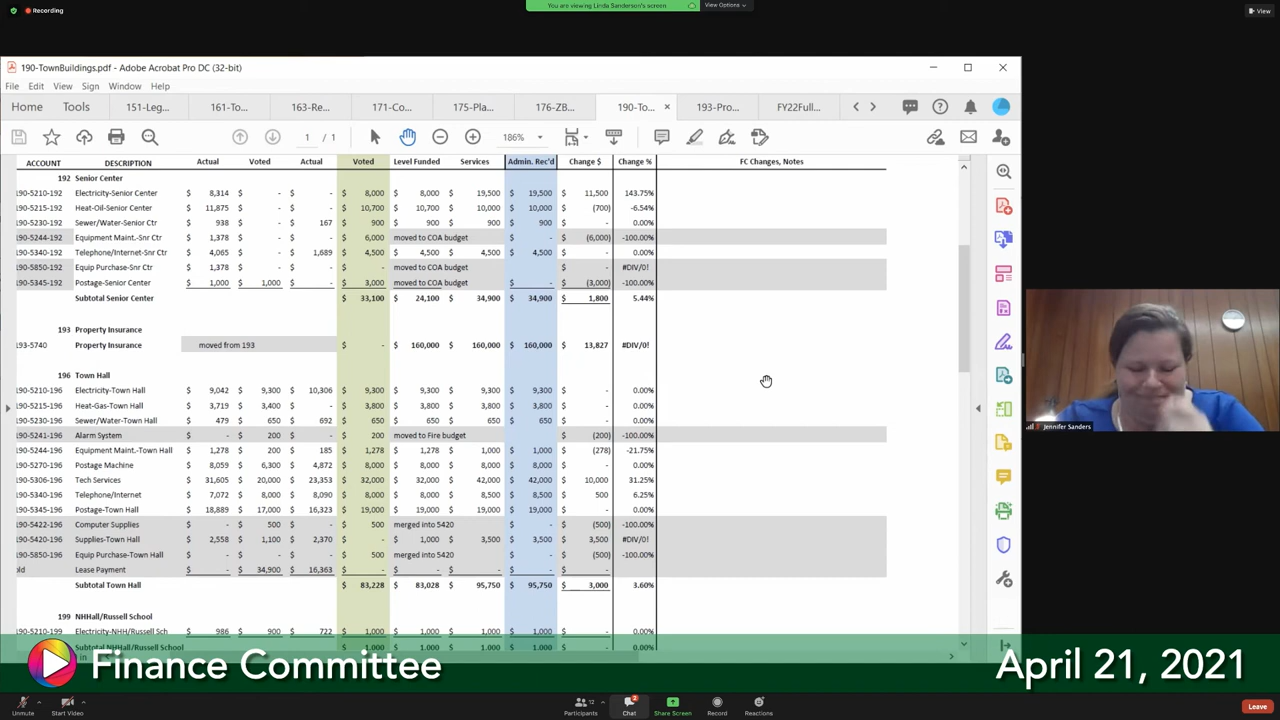 Recording
You are viewing Linda Sanderson's screen
View Options
View
190-TownBuildings.pdf - Adobe Acrobat Pro DC (32-bit)
File Edit View Sign Window Help
Home Tools 151-Leg... 161-To... 163-Re... 171-Co... 175-Pla... 176-ZB... 190-To... × 193-Pro... FY22Full...
1 / 1 186%
ACCOUNT DESCRIPTION Actual Voted Actual Voted Level Funded Services Admin. Rec'd Change $ Change % FC Changes, Notes
192 Senior Center
190-5210-192 Electricity-Senior Center $ 8,314 $ - $ - $ 8,000 $ 8,000 $ 19,500 $ 19,500 $ 11,500 143.75%
190-5215-192 Heat-Oil-Senior Center $ 11,875 $ - $ - $ 10,700 $ 10,700 $ 10,000 $ 10,000 $ (700) -6.54%
190-5230-192 Sewer/Water-Senior Ctr $ 938 $ - $ 167 $ 900 $ 900 $ 900 $ 900 $ - 0.00%
190-5244-192 Equipment Maint.-Snr Ctr $ 1,378 $ - $ - $ 6,000 moved to COA budget $ - $ (6,000) -100.00%
190-5340-192 Telephone/Internet-Snr Ctr $ 4,065 $ - $ 1,689 $ 4,500 $ 4,500 $ 4,500 $ 4,500 $ - 0.00%
190-5850-192 Equip Purchase-Snr Ctr $ 1,378 $ - $ - moved to COA budget $ - #DIV/0!
190-5345-192 Postage-Senior Center $ 1,000 $ 1,000 $ - $ 3,000 moved to COA budget $ - $ (3,000) -100.00%
Subtotal Senior Center $ 33,100 $ 24,100 $ 34,900 $ 34,900 $ 1,800 5.44%
193 Property Insurance
193-5740 Property Insurance moved from 193 $ - $ 160,000 $ 160,000 $ 160,000 $ 13,827 #DIV/0!
196 Town Hall
190-5210-196 Electricity-Town Hall $ 9,042 $ 9,300 $ 10,306 $ 9,300 $ 9,300 $ 9,300 $ 9,300 $ - 0.00%
190-5215-196 Heat-Gas-Town Hall $ 3,719 $ 3,400 $ - $ 3,800 $ 3,800 $ 3,800 $ 3,800 $ - 0.00%
190-5230-196 Sewer/Water-Town Hall $ 479 $ 650 $ 692 $ 650 $ 650 $ 650 $ 650 $ - 0.00%
190-5241-196 Alarm System $ - $ 200 $ - $ 200 moved to Fire budget $ (200) -100.00%
190-5244-196 Equipment Maint.-Town Hall $ 1,278 $ 200 $ 185 $ 1,278 $ 1,278 $ 1,000 $ 1,000 $ (278) -21.75%
190-5270-196 Postage Machine $ 8,059 $ 6,300 $ 4,872 $ 8,000 $ 8,000 $ 8,000 $ 8,000 $ - 0.00%
190-5306-196 Tech Services $ 31,605 $ 20,000 $ 23,353 $ 32,000 $ 32,000 $ 42,000 $ 42,000 $ 10,000 31.25%
190-5340-196 Telephone/Internet $ 7,072 $ 8,000 $ 8,090 $ 8,000 $ 8,000 $ 8,500 $ 8,500 $ 500 6.25%
190-5345-196 Postage-Town Hall $ 18,889 $ 17,000 $ 16,323 $ 19,000 $ 19,000 $ 19,000 $ 19,000 $ - 0.00%
190-5422-196 Computer Supplies $ - $ 500 $ - $ 500 merged into 5420 $ - $ (500) -100.00%
190-5420-196 Supplies-Town Hall $ 2,558 $ 1,100 $ 2,370 $ - $ 1,000 $ 3,500 $ 3,500 $ 3,500 #DIV/0!
190-5850-196 Equip Purchase-Town Hall $ - $ - $ - $ 500 merged into 5420 $ - $ (500) -100.00%
old Lease Payment $ - $ 34,900 $ 16,363 $ - $ - $ - $ - $ -
Subtotal Town Hall $ 83,228 $ 83,028 $ 95,750 $ 95,750 $ 3,000 3.60%
199 NHHall/Russell School
190-5210-199 Electricity-NHH/Russell Sch $ 986 $ 900 $ 722 $ 1,000 $ 1,000 $ 1,000 $ 1,000 $ - 0.00%
Subtotal NHHall/Russell School $ 1,000 $ 1,000 $ 1,000 $ 1,000 $ - 0.00%
Jennifer Sanders
Finance Committee April 21, 2021
Unmute Start Video Participants 12 Chat 2 Share Screen Record Reactions Leave